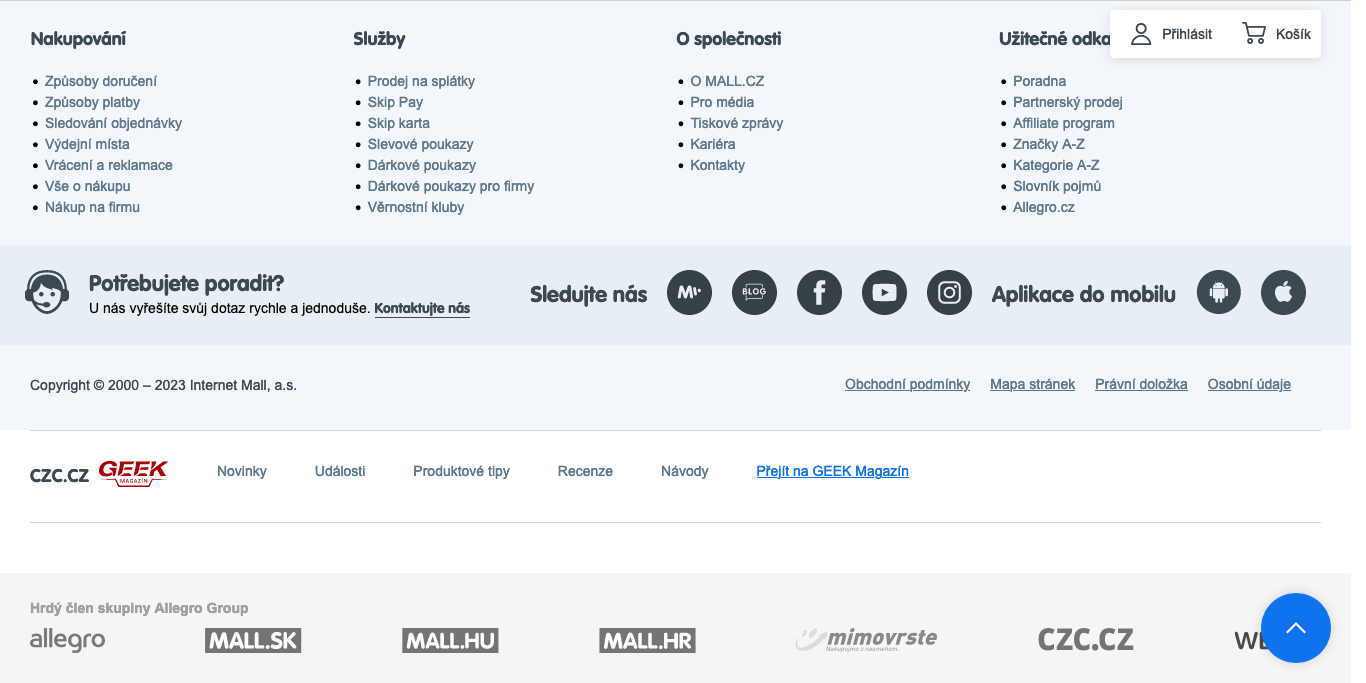 Nakupování
Způsoby doručení
Způsoby platby
Sledování objednávky
Výdejní místa
Vrácení a reklamace
Vše o nákupu
Nákup na firmu
Služby
Prodej na splátky
Skip Pay
Skip karta
Slevové poukazy
Dárkové poukazy
Dárkové poukazy pro firmy
Věrnostní kluby
O společnosti
O MALL.CZ
Pro média
Tiskové zprávy
Kariéra
Kontakty
Užitečné odka
Poradna
Partnerský prodej
Affiliate program
Značky A-Z
Kategorie A-Z
Slovník pojmů
Allegro.cz
Přihlásit
Košík
Potřebujete poradit?
U nás vyřešíte svůj dotaz rychle a jednoduše. Kontaktujte nás
Sledujte nás
M
BLOG
Aplikace do mobilu
Copyright © 2000 – 2023 Internet Mall, a.s.
Obchodní podmínky Mapa stránek Právní doložka Osobní údaje
CZC.CZ GEEK MAGAZÍN Novinky Události Produktové tipy Recenze Návody Přejít na GEEK Magazín
Hrdý člen skupiny Allegro Group
allegro MALL.SK MALL.HU MALL.HR mimovrste CZC.CZ
Nakupujmo z nasmehom.